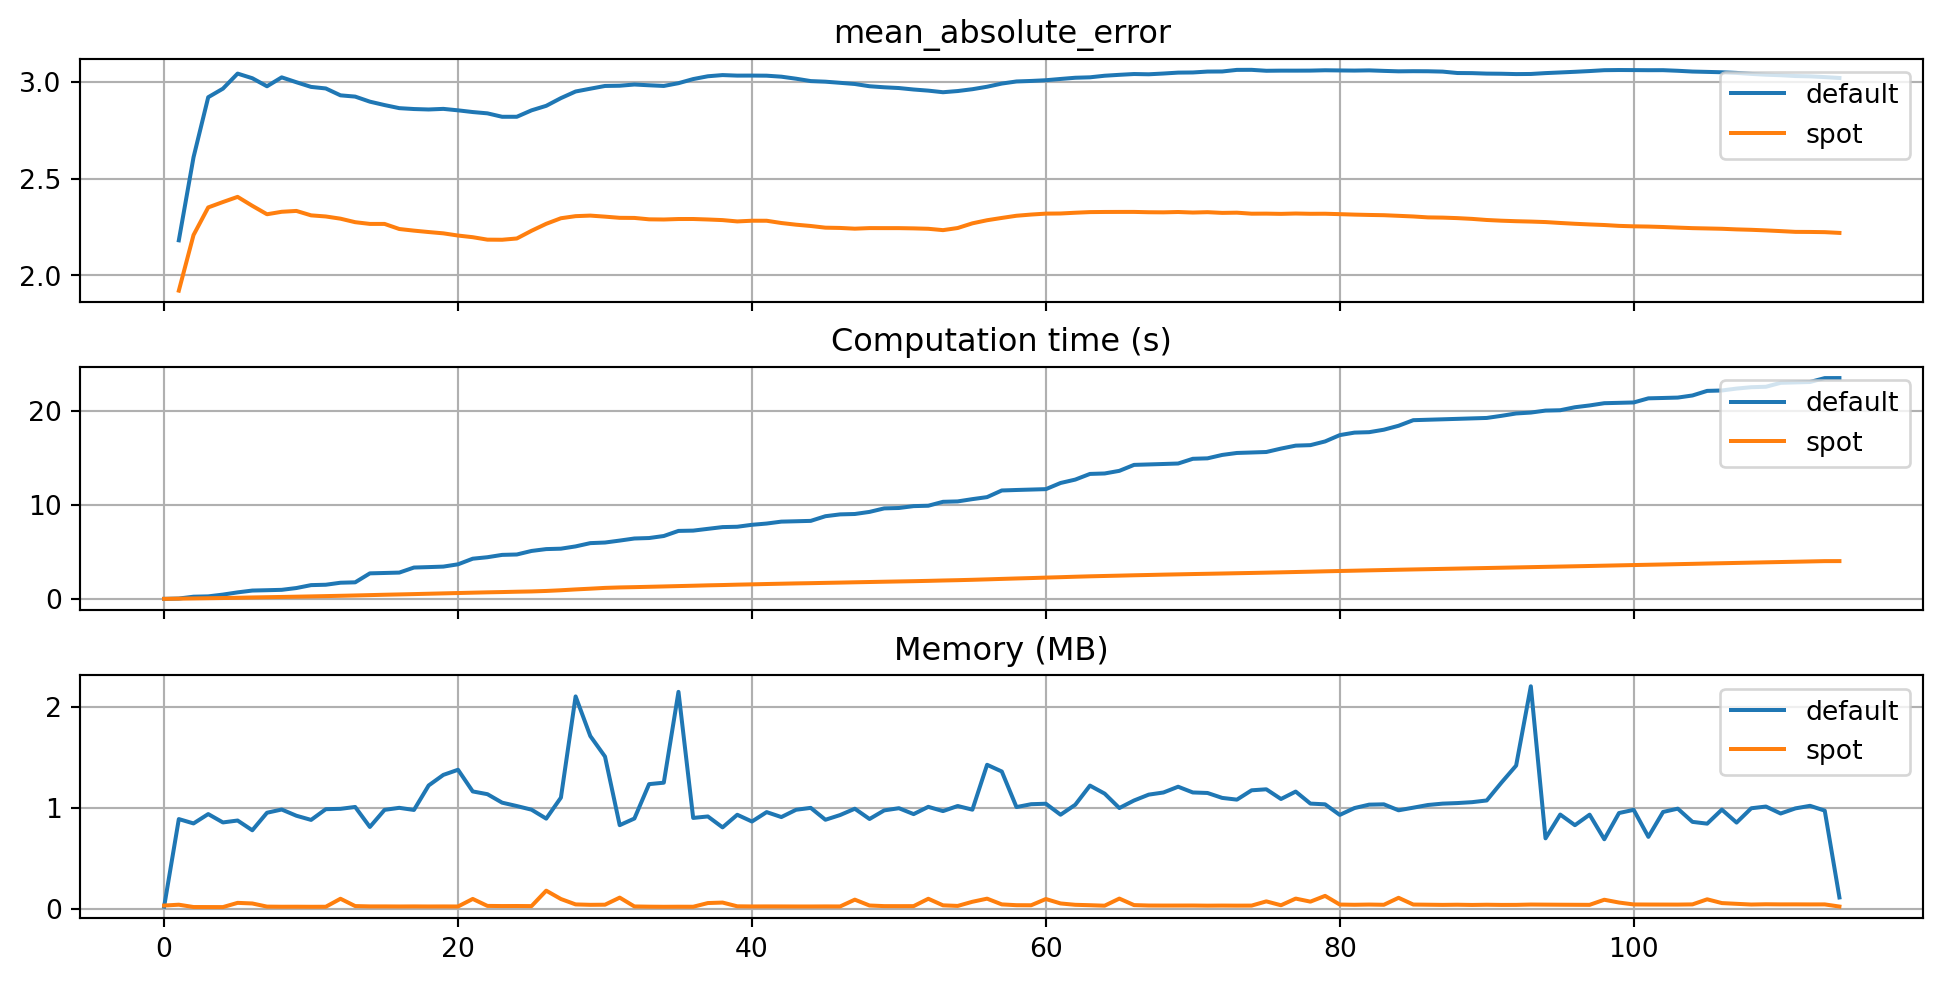 mean_absolute_error
3.0
2.5
2.0
default
spot
Computation time (s)
20
10
0
default
spot
Memory (MB)
2
1
0
default
spot
0 20 40 60 80 100